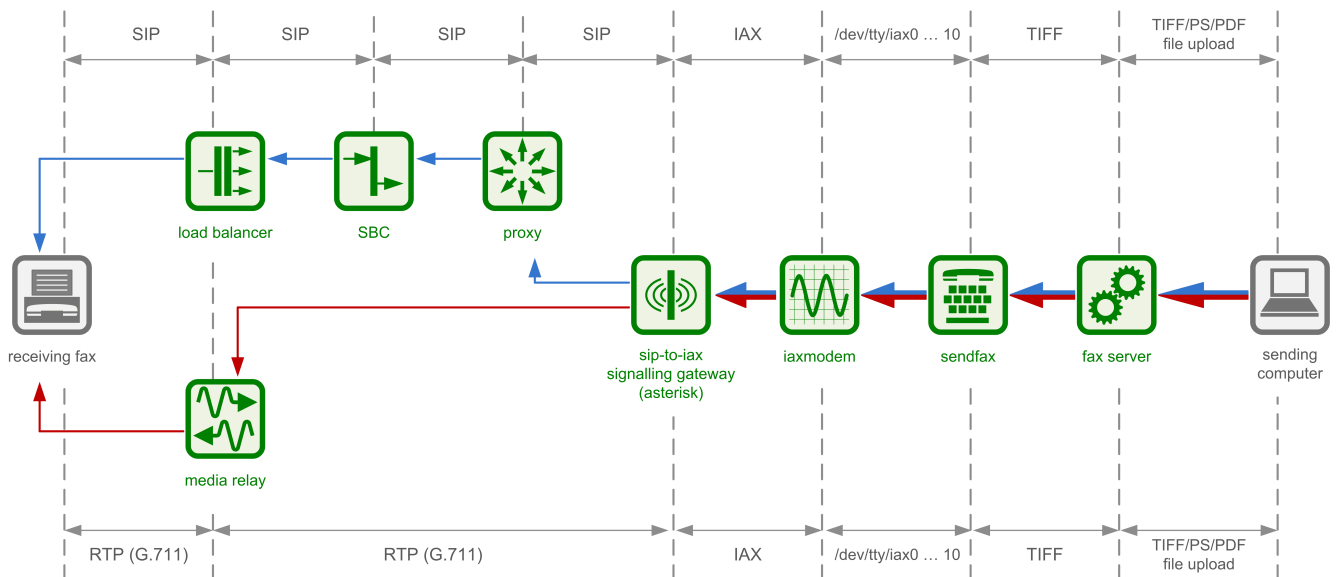 SIP
SIP
SIP
SIP
IAX
/dev/tty/iax0 ... 10
TIFF
TIFF/PS/PDF
file upload
load balancer
SBC
proxy
receiving fax
sip-to-iax
signalling gateway
(asterisk)
iaxmodem
sendfax
fax server
sending
computer
media relay
RTP (G.711)
RTP (G.711)
IAX
/dev/tty/iax0 ... 10
TIFF
TIFF/PS/PDF
file upload